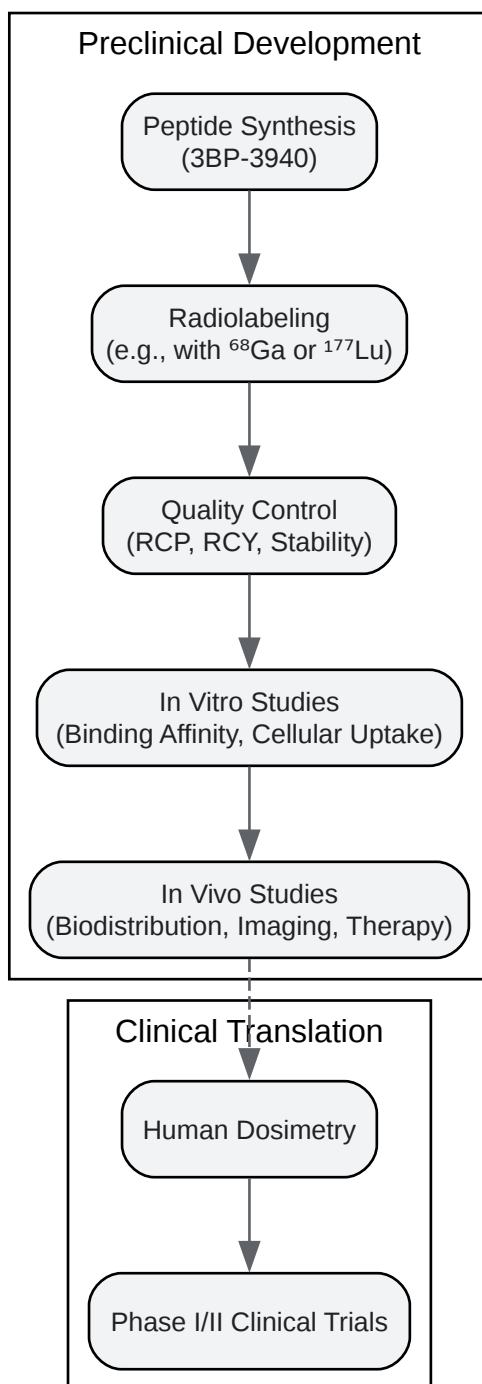 Preclinical Development
Peptide Synthesis
(3BP-3940)
Radiolabeling
(e.g., with ⁶⁸Ga or ¹⁷⁷Lu)
Quality Control
(RCP, RCY, Stability)
In Vitro Studies
(Binding Affinity, Cellular Uptake)
In Vivo Studies
(Biodistribution, Imaging, Therapy)
Clinical Translation
Human Dosimetry
Phase I/II Clinical Trials